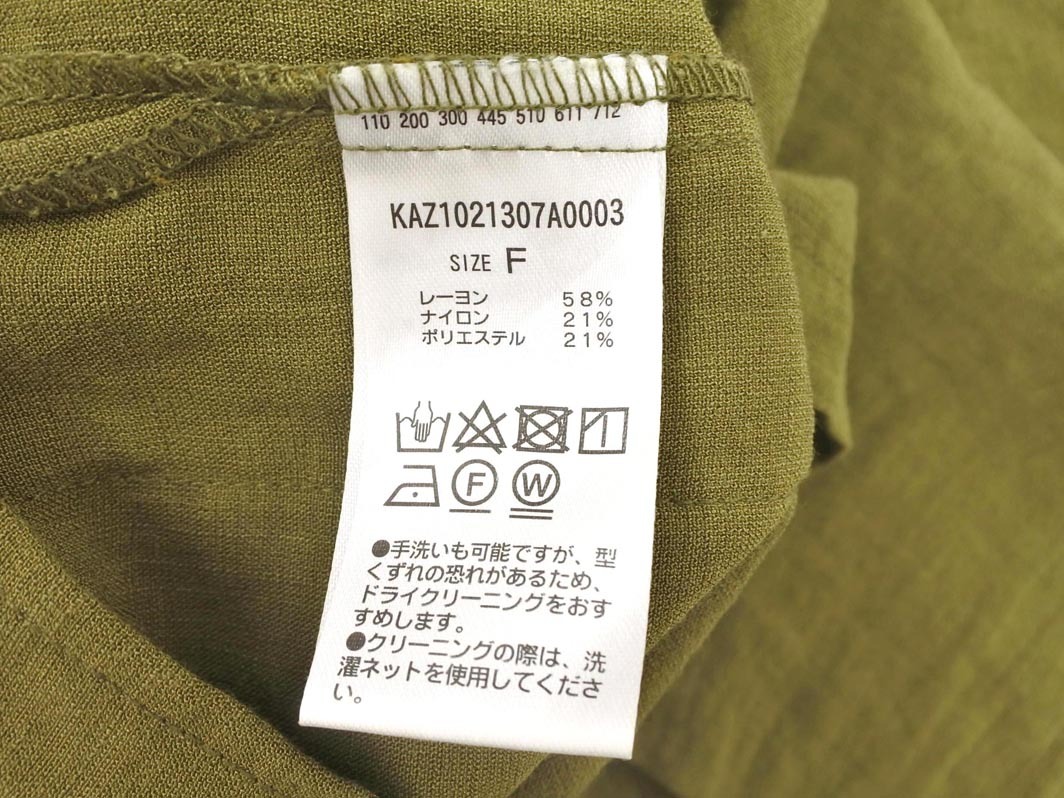 110 200 300 445 510 611 712
KAZ1021307A0003
SIZE F
レーヨン 58%
ナイロン 21%
ポリエステル 21%
F W
●手洗いも可能ですが、型
くずれの恐れがあるため、
ドライクリーニングをおす
すめします。
●クリーニングの際は、洗
濯ネットを使用してくださ
い。